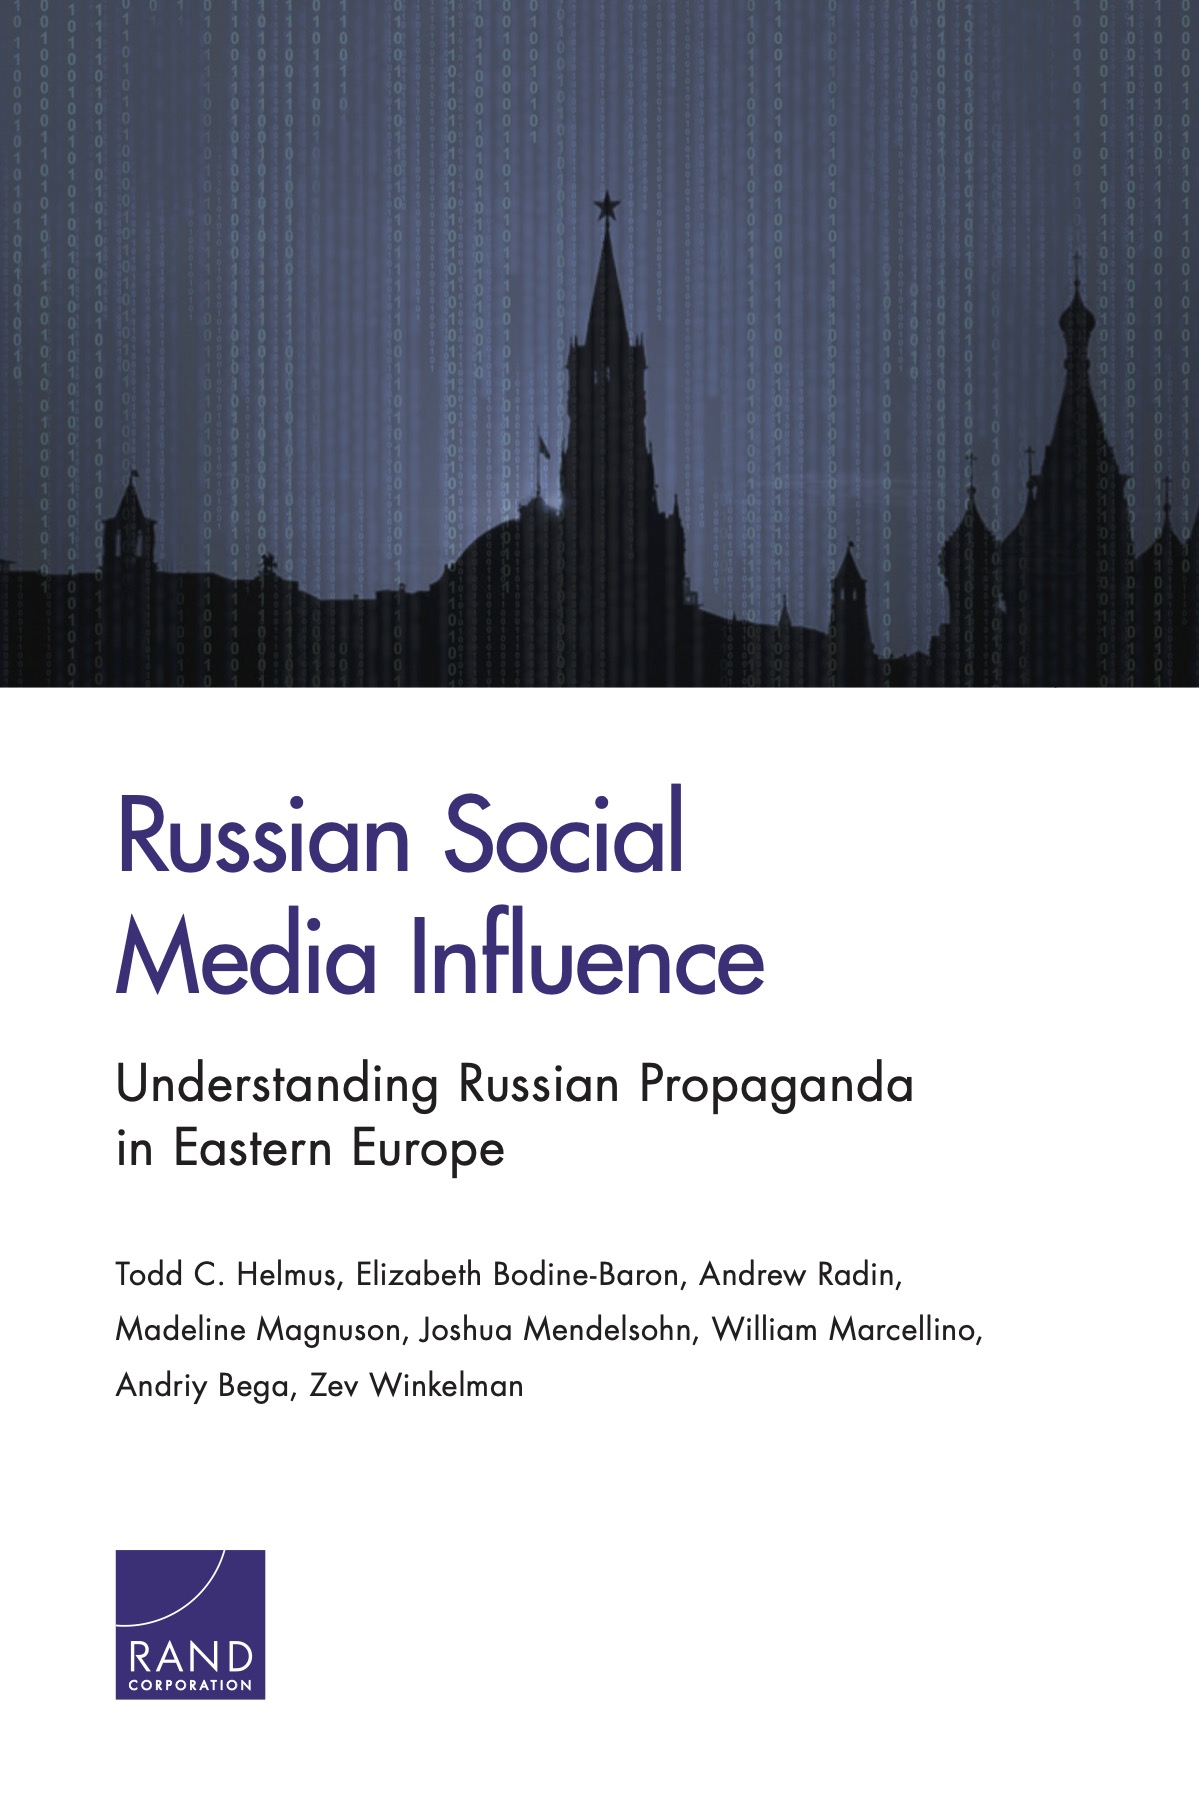 Russian Social
Media Influence
Understanding Russian Propaganda
in Eastern Europe
Todd C. Helmus, Elizabeth Bodine-Baron, Andrew Radin,
Madeline Magnuson, Joshua Mendelsohn, William Marcellino,
Andriy Bega, Zev Winkelman
RAND
CORPORATION